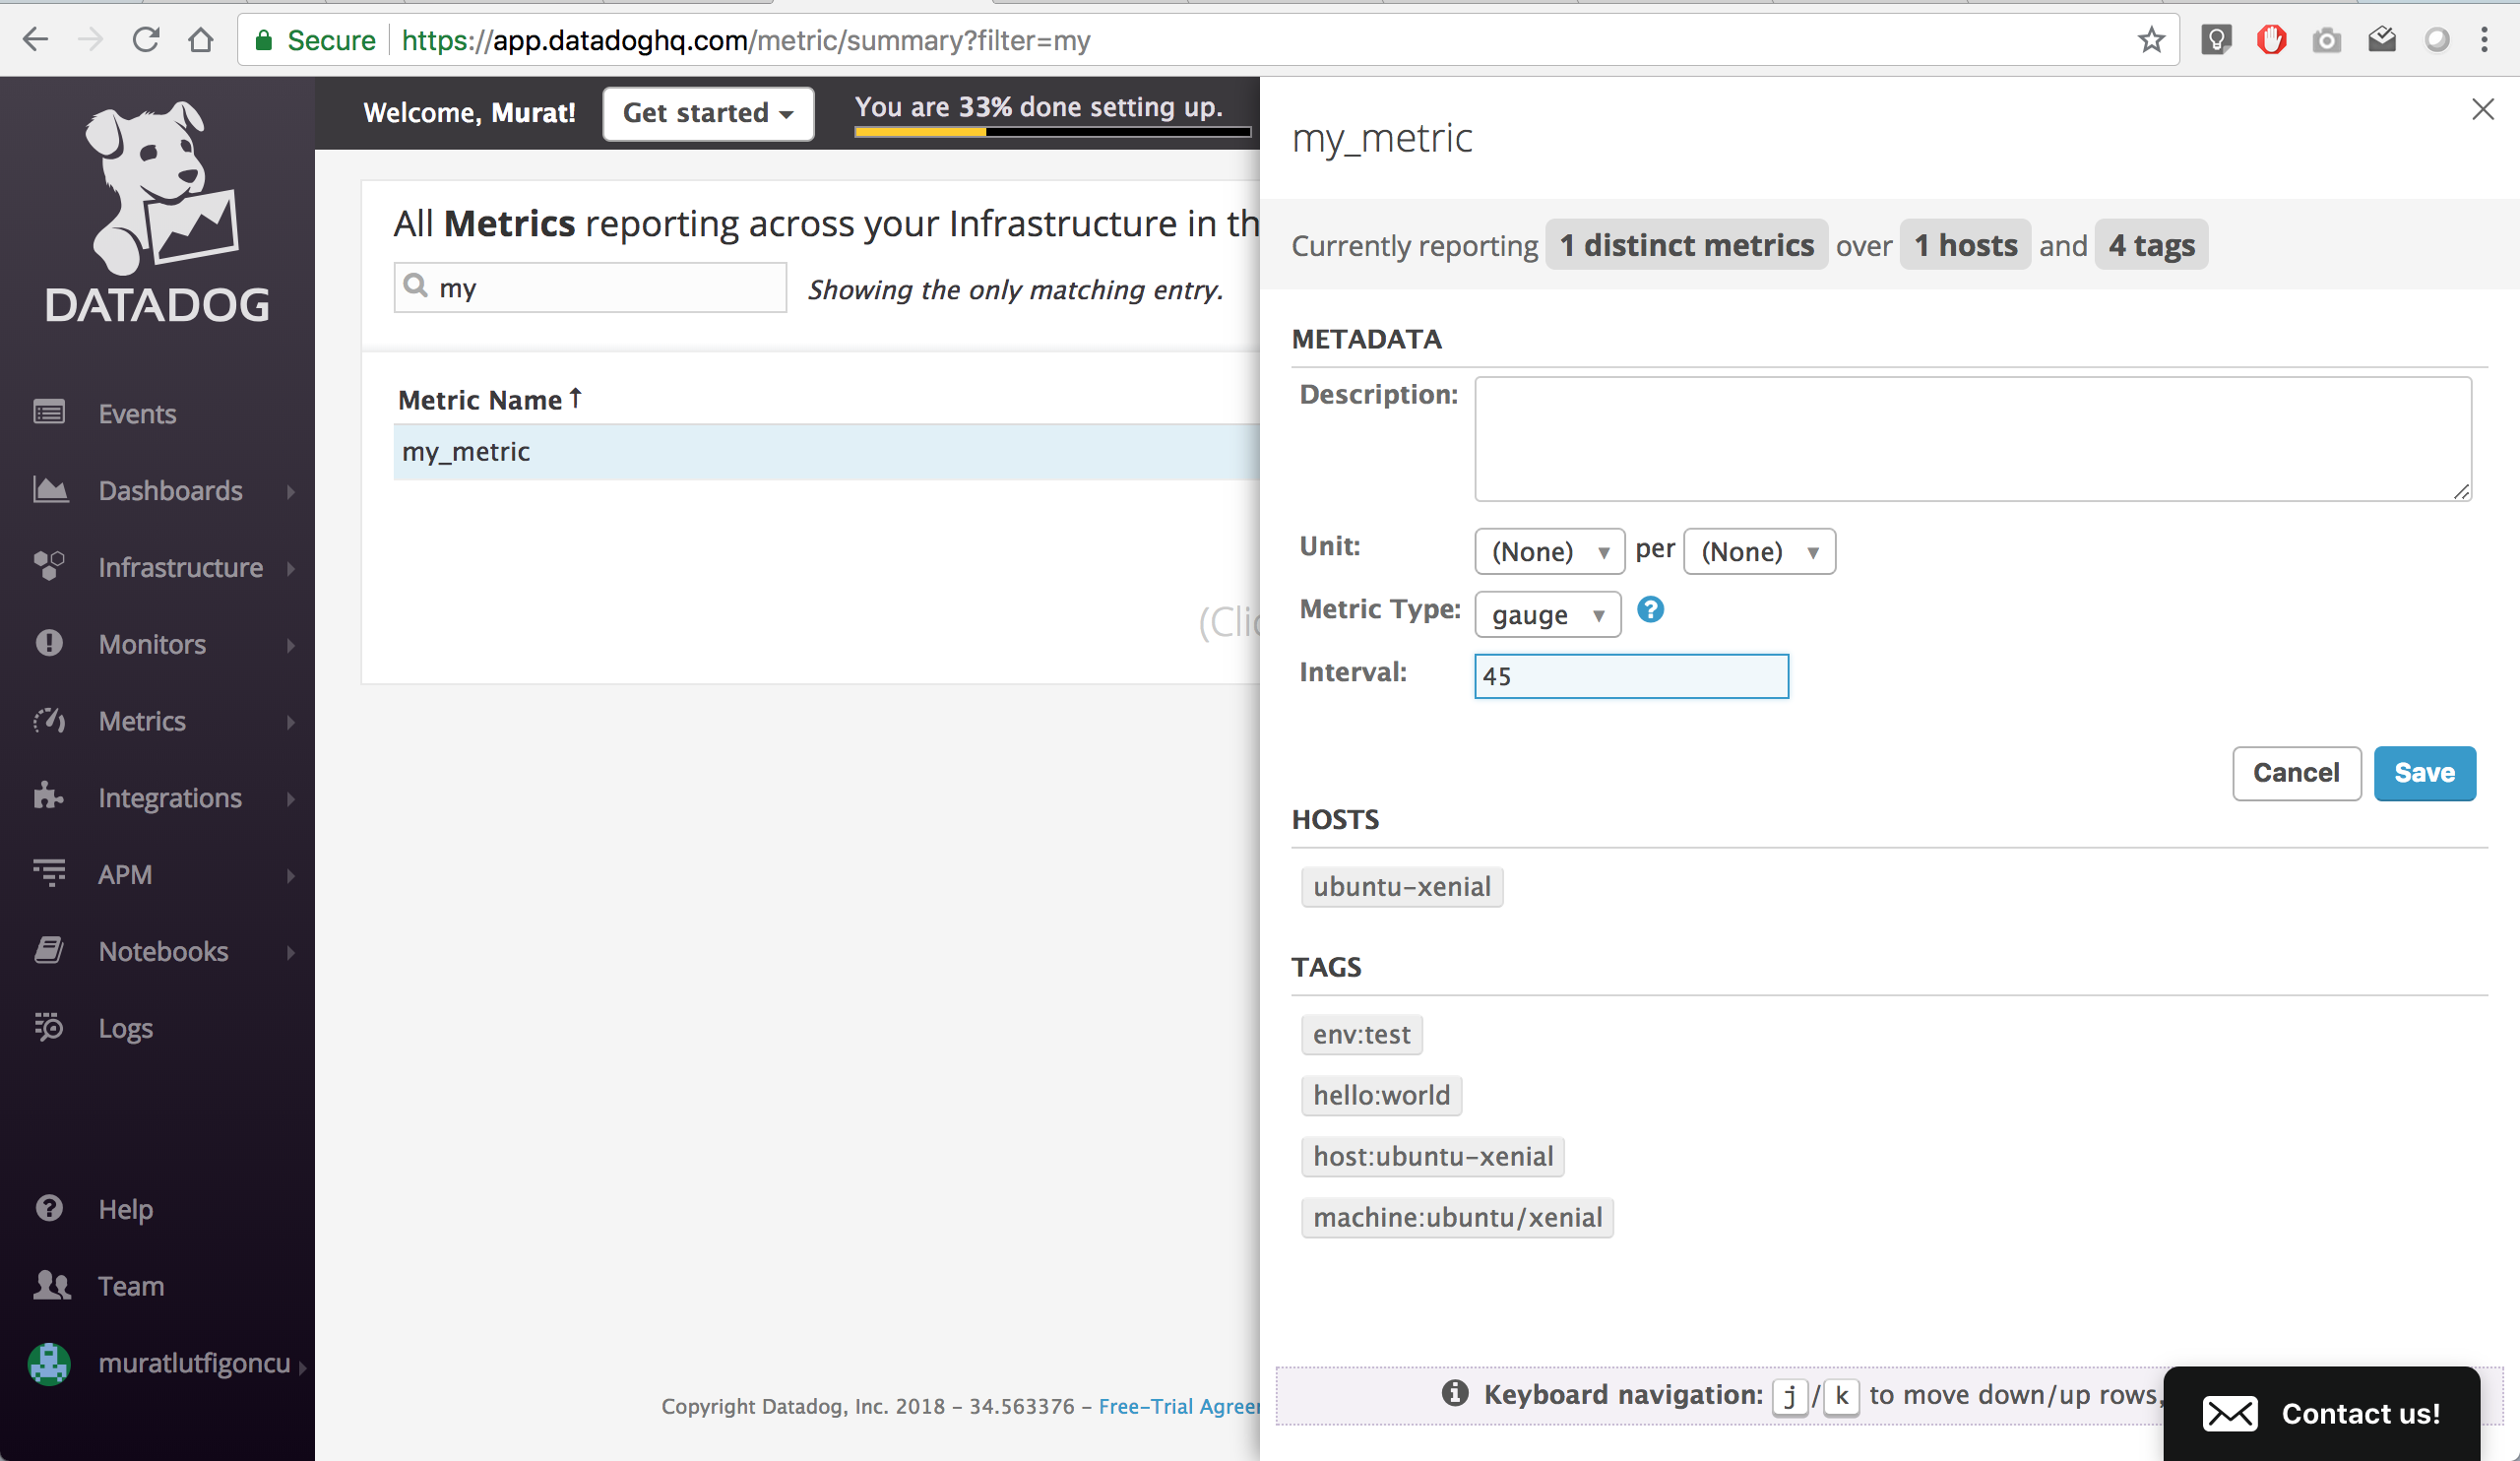 Secure https://app.datadoghq.com/metric/summary?filter=my
DATADOG
Events
Dashboards
Infrastructure
Monitors
Metrics
Integrations
APM
Notebooks
Logs
Help
Team
muratlutfigoncu
Welcome, Murat!
Get started
You are 33% done setting up.
All Metrics reporting across your Infrastructure in th
my
Showing the only matching entry.
Metric Name ↑
my_metric
(Clic
Copyright Datadog, Inc. 2018 - 34.563376 - Free-Trial Agreer
my_metric
Currently reporting 1 distinct metrics over 1 hosts and 4 tags
METADATA
Description:
Unit: (None) per (None)
Metric Type: gauge ?
Interval: 45
Cancel Save
HOSTS
ubuntu-xenial
TAGS
env:test
hello:world
host:ubuntu-xenial
machine:ubuntu/xenial
Keyboard navigation: j / k to move down/up rows,
Contact us!